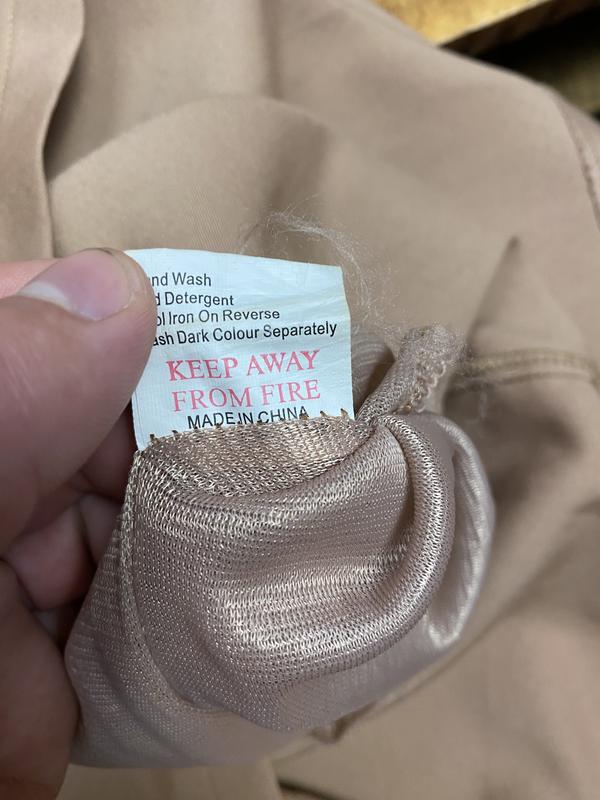 nd Wash
d Detergent
ol Iron On Reverse
ash Dark Colour Separately
KEEP AWAY
FROM FIRE
MADE IN CHINA